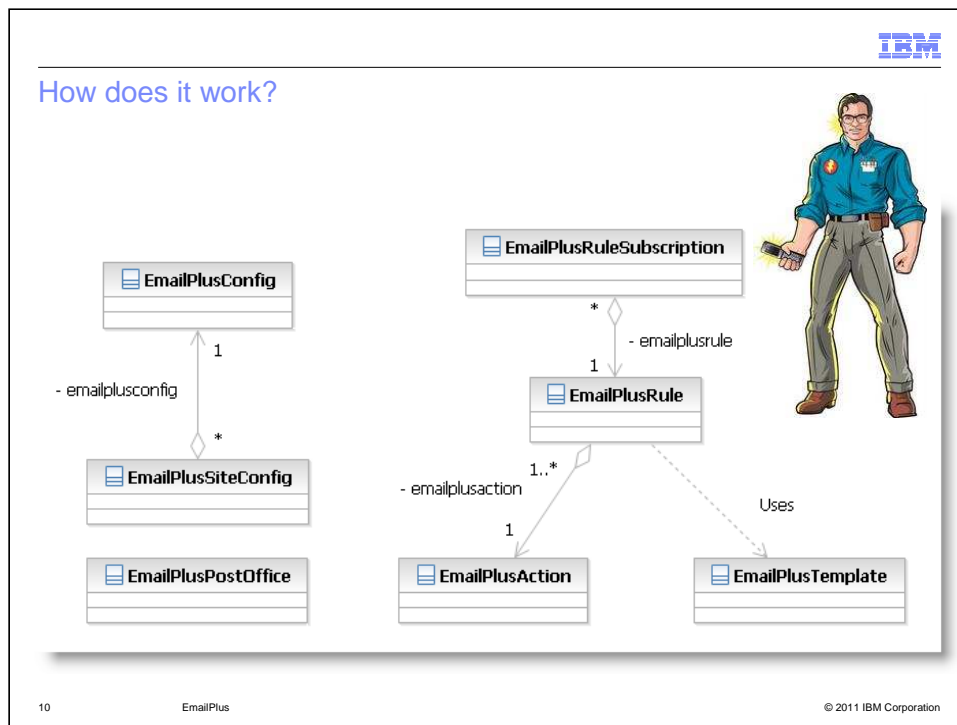 IBM
How does it work?
EmailPlusRuleSubscription
EmailPlusConfig
*
- emailplusrule
1
1
- emailplusconfig
EmailPlusRule
*
1..*
EmailPlusSiteConfig
- emailplusaction
Uses
1
EmailPlusPostOffice
EmailPlusAction
EmailPlusTemplate
10
EmailPlus
© 2011 IBM Corporation